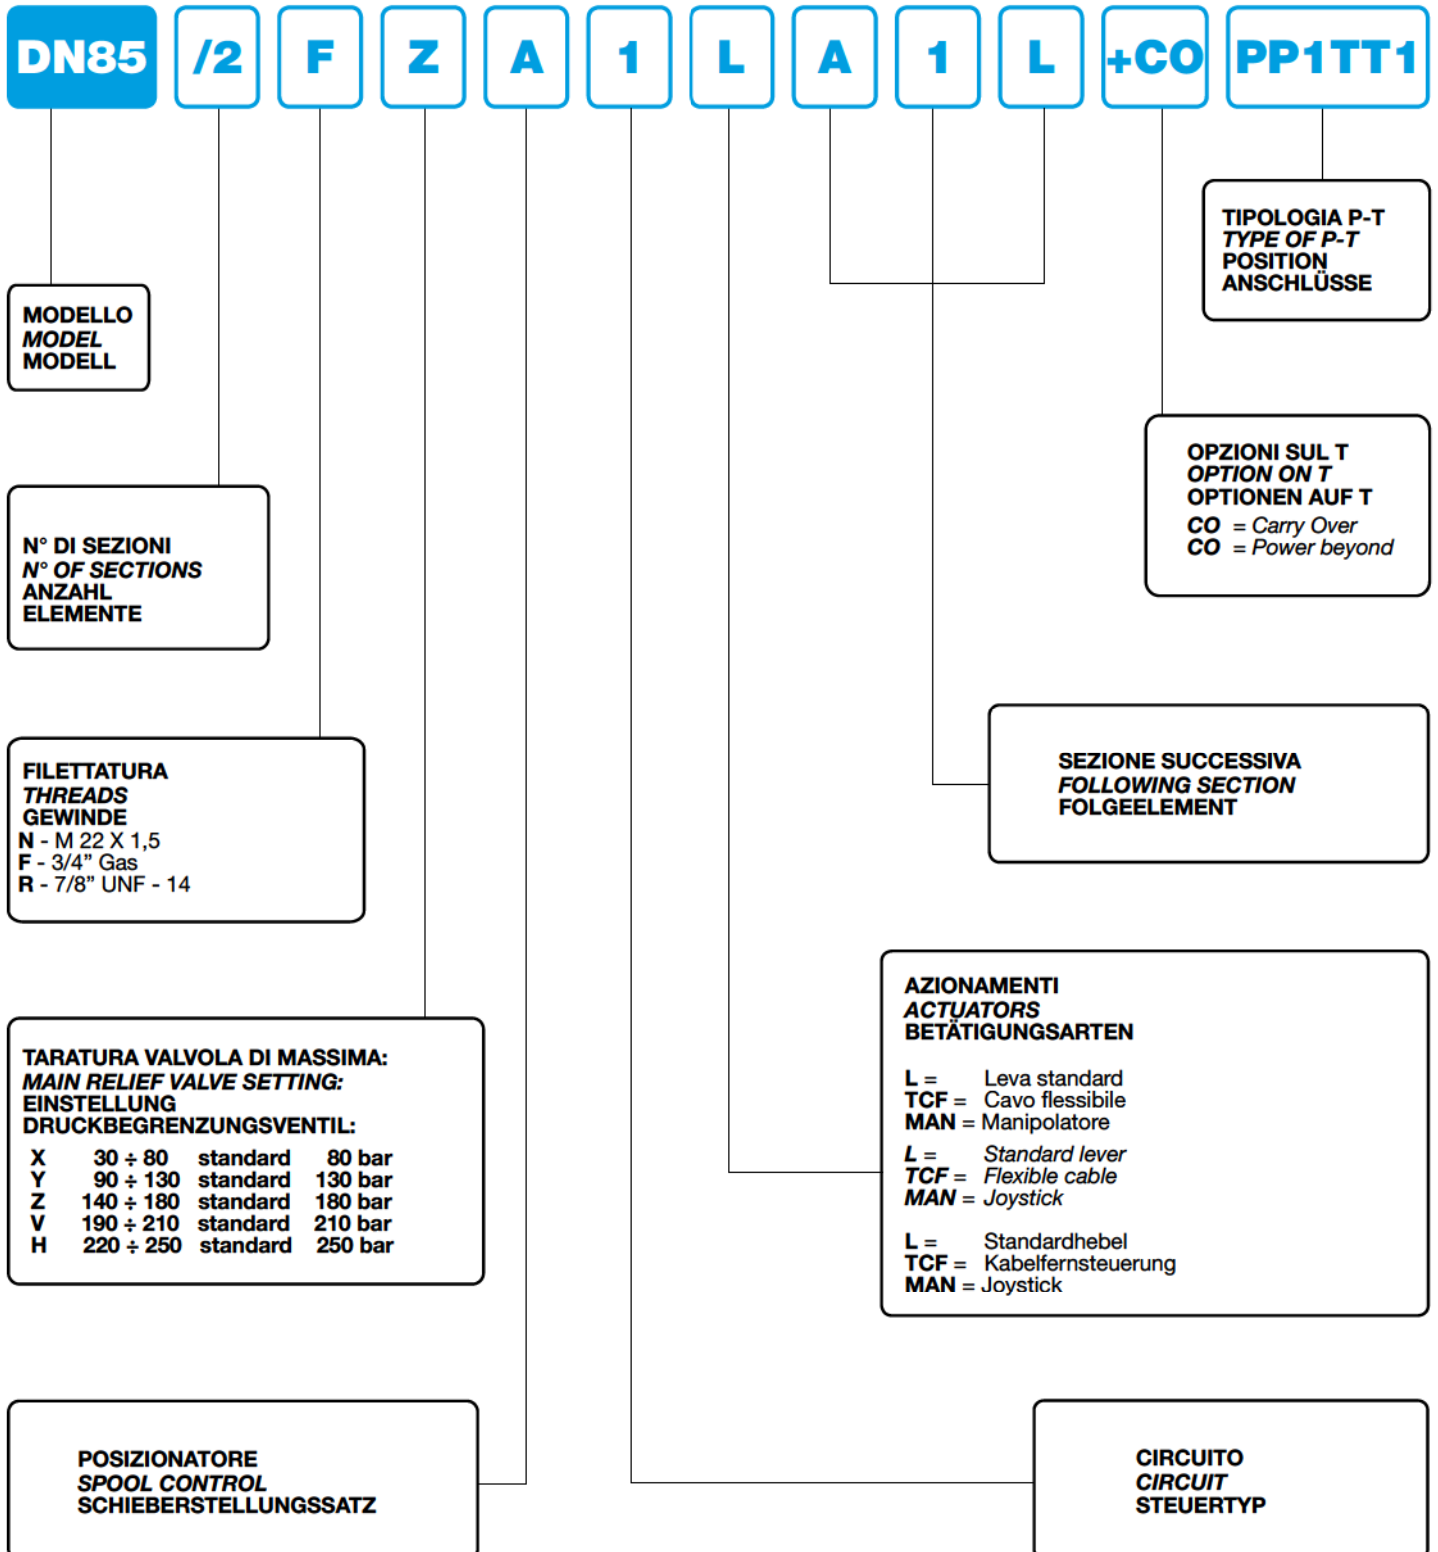 DN85 /2 F Z A 1 L A 1 L +CO PP1TT1
TIPOLOGIA P-T
TYPE OF P-T
POSITION
ANSCHLÜSSE
MODELLO
MODEL
MODELL
OPZIONI SUL T
OPTION ON T
OPTIONEN AUF T
CO = Carry Over
CO = Power beyond
N° DI SEZIONI
N° OF SECTIONS
ANZAHL
ELEMENTE
SEZIONE SUCCESSIVA
FOLLOWING SECTION
FOLGEELEMENT
FILETTATURA
THREADS
GEWINDE
N - M 22 X 1,5
F - 3/4” Gas
R - 7/8” UNF - 14
AZIONAMENTI
ACTUATORS
BETÄTIGUNGSARTEN
L = Leva standard
TCF = Cavo flessibile
MAN = Manipolatore
L = Standard lever
TCF = Flexible cable
MAN = Joystick
L = Standardhebel
TCF = Kabelfernsteuerung
MAN = Joystick
TARATURA VALVOLA DI MASSIMA:
MAIN RELIEF VALVE SETTING:
EINSTELLUNG
DRUCKBEGRENZUNGSVENTIL:
X 30 ÷ 80 standard 80 bar
Y 90 ÷ 130 standard 130 bar
Z 140 ÷ 180 standard 180 bar
V 190 ÷ 210 standard 210 bar
H 220 ÷ 250 standard 250 bar
POSIZIONATORE
SPOOL CONTROL
SCHIEBERSTELLUNGSSATZ
CIRCUITO
CIRCUIT
STEUERTYP